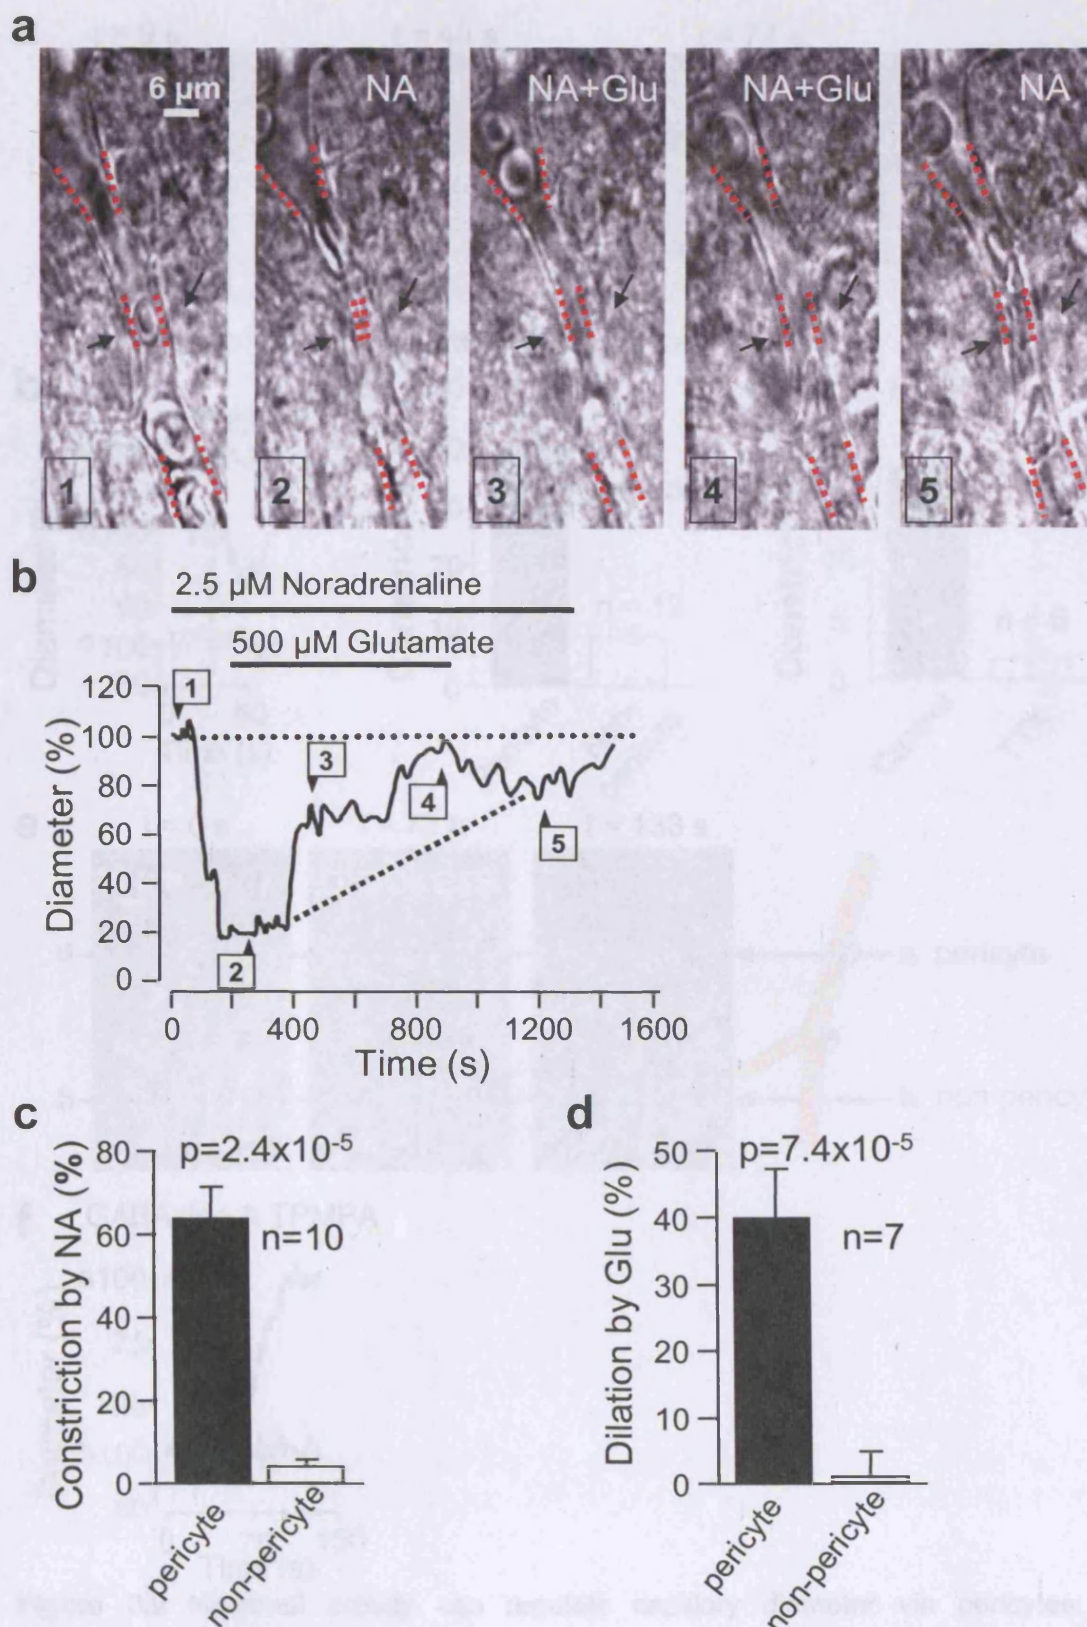 a
6 µm
NA
NA+Glu
NA+Glu
NA
1
2
3
4
5
b
2.5 µM Noradrenaline
500 µM Glutamate
Diameter (%)
120
100
80
60
40
20
0
1
2
3
4
5
0
400
800
1200
1600
Time (s)
c
Constriction by NA (%)
80
60
40
20
0
p=2.4x10-5
n=10
pericyte
non-pericyte
d
Dilation by Glu (%)
50
40
30
20
10
0
p=7.4x10-5
n=7
pericyte
non-pericyte